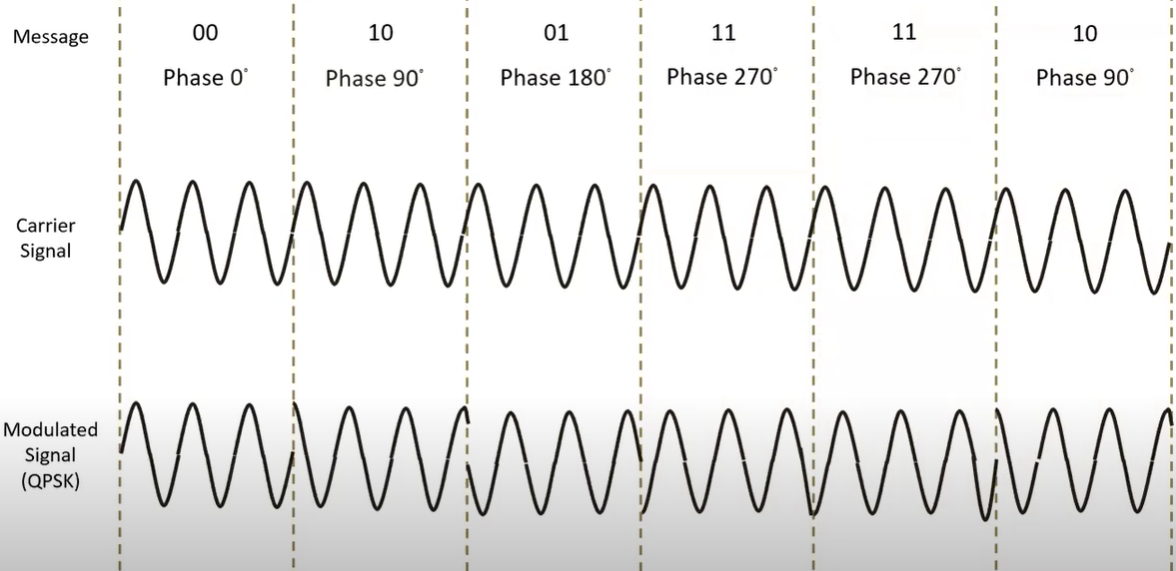 Message
00
10
01
11
11
10
Phase 0°
Phase 90°
Phase 180°
Phase 270°
Phase 270°
Phase 90°
Carrier
Signal
Modulated
Signal
(QPSK)